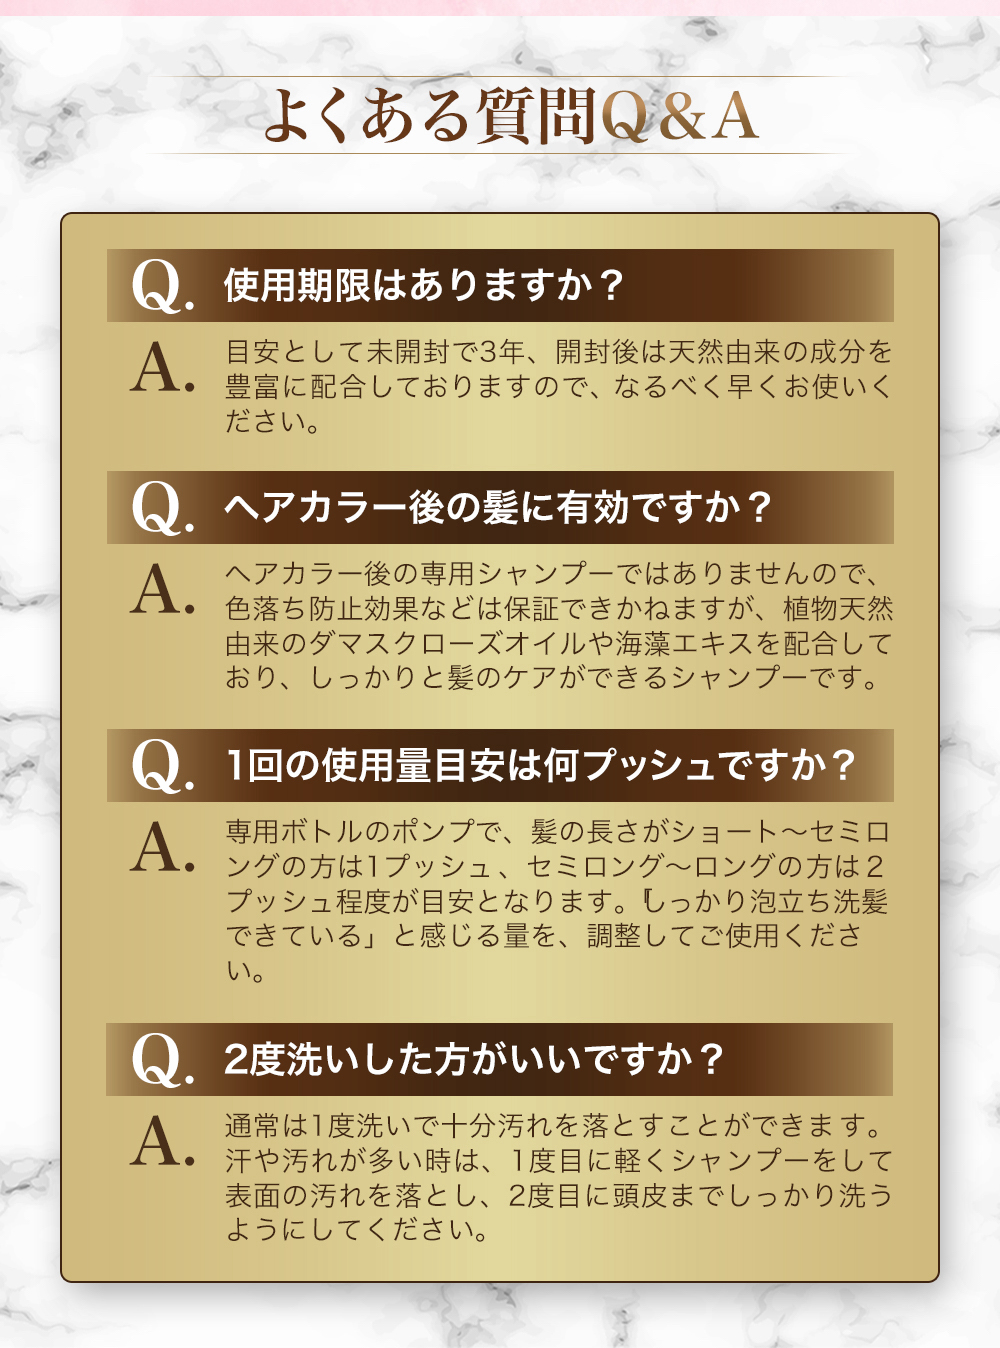 よくある質問Q&A
Q. 使用期限はありますか？
A. 目安として未開封で3年、開封後は天然由来の成分を
豊富に配合しておりますので、なるべく早くお使いく
ださい。
Q. ヘアカラー後の髪に有効ですか？
A. ヘアカラー後の専用シャンプーではありませんので、
色落ち防止効果などは保証できかねますが、植物天然
由来のダマスクローズオイルや海藻エキスを配合して
おり、しっかりと髪のケアができるシャンプーです。
Q. 1回の使用量目安は何プッシュですか？
A. 専用ボトルのポンプで、髪の長さがショート〜セミロ
ングの方は1プッシュ、セミロング〜ロングの方は2
プッシュ程度が目安となります。『しっかり泡立ち洗髪
できている」と感じる量を、調整してご使用くださ
い。
Q. 2度洗いした方がいいですか？
A. 通常は1度洗いで十分汚れを落とすことができます。
汗や汚れが多い時は、1度目に軽くシャンプーをして
表面の汚れを落とし、2度目に頭皮までしっかり洗う
ようにしてください。